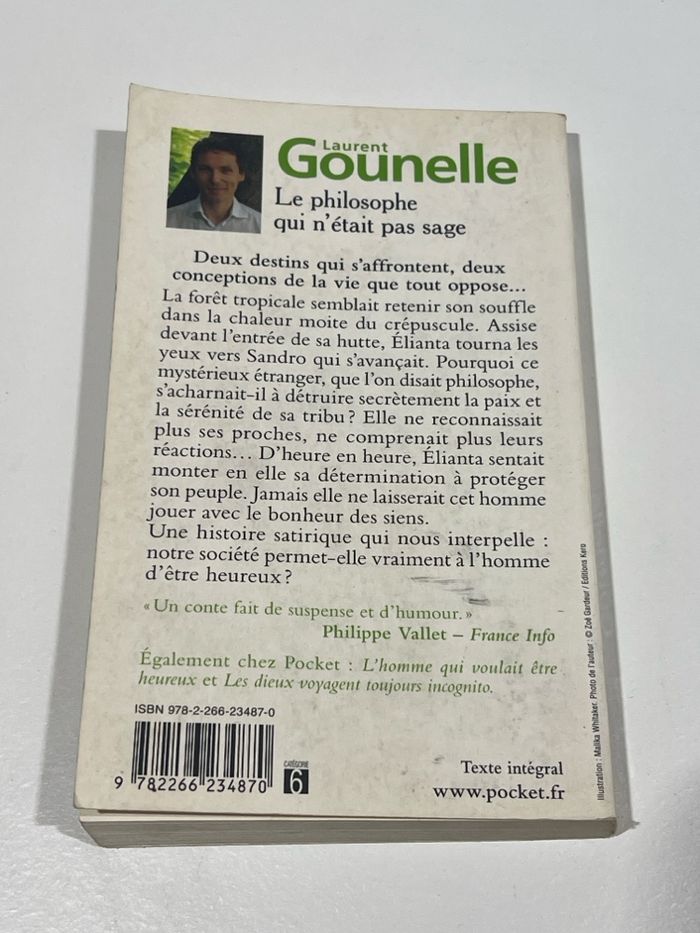 Laurent
Gounelle
Le philosophe
qui n'était pas sage
Deux destins qui s'affrontent, deux
conceptions de la vie que tout oppose...
La forêt tropicale semblait retenir son souffle
dans la chaleur moite du crépuscule. Assise
devant l'entrée de sa hutte, Élianta tourna les
yeux vers Sandro qui s'avançait. Pourquoi ce
mystérieux étranger, que l'on disait philosophe,
s'acharnait-il à détruire secrètement la paix et
la sérénité de sa tribu ? Elle ne reconnaissait
plus ses proches, ne comprenait plus leurs
réactions... D'heure en heure, Élianta sentait
monter en elle sa détermination à protéger
son peuple. Jamais elle ne laisserait cet homme
jouer avec le bonheur des siens.
Une histoire satirique qui nous interpelle :
notre société permet-elle vraiment à l'homme
d'être heureux ?
« Un conte fait de suspense et d'humour. »
Philippe Vallet – France Info
Également chez Pocket : L'homme qui voulait être
heureux et Les dieux voyagent toujours incognito.
ISBN 978-2-266-23487-0
9 782266 234870
CATÉGORIE
6
Texte intégral
www.pocket.fr
Illustration : Malika Whitaker. Photo de l'auteur : © Zoé Gardeur / Editions Kero